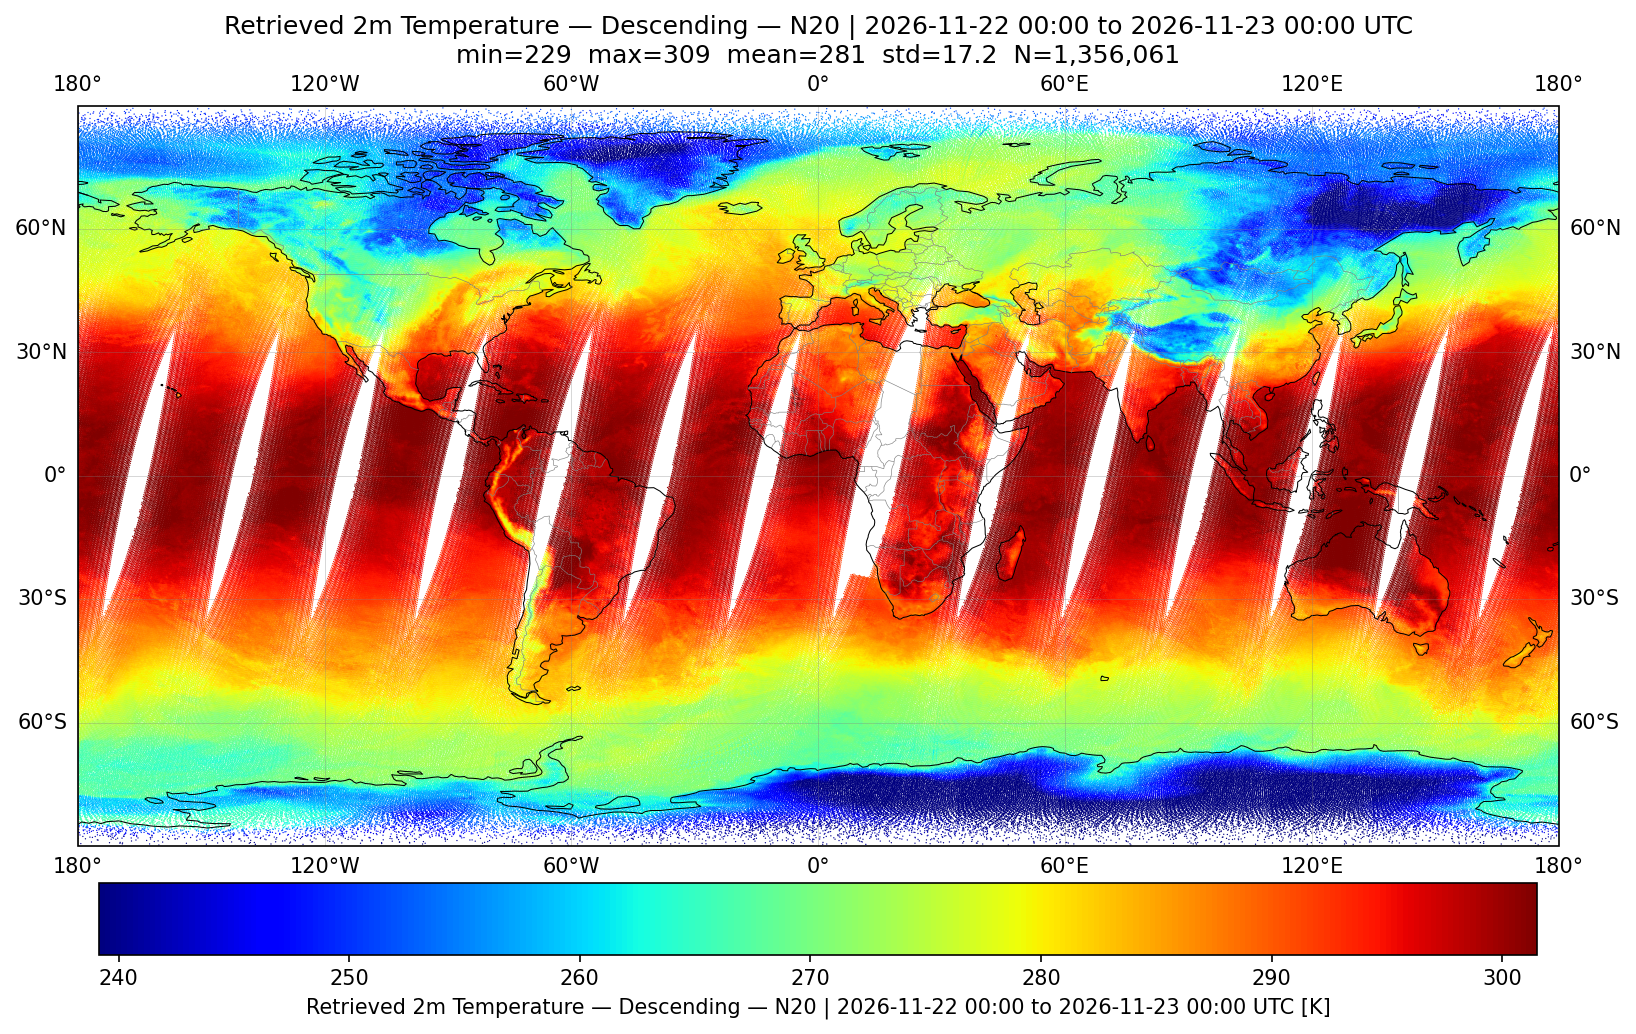 Retrieved 2m Temperature — Descending — N20 | 2026-11-22 00:00 to 2026-11-23 00:00 UTC
min=229 max=309 mean=281 std=17.2 N=1,356,061
180° 120°W 60°W 0° 60°E 120°E 180°
60°N 60°N
30°N 30°N
0° 0°
30°S 30°S
60°S 60°S
180° 120°W 60°W 0° 60°E 120°E 180°
240 250 260 270 280 290 300
Retrieved 2m Temperature — Descending — N20 | 2026-11-22 00:00 to 2026-11-23 00:00 UTC [K]